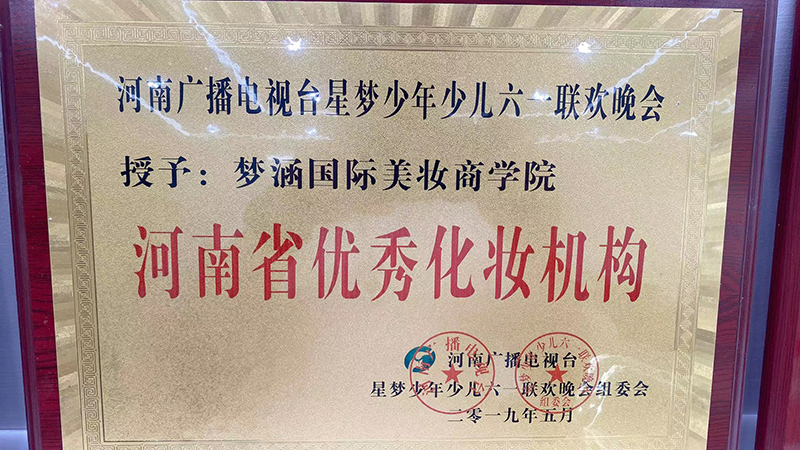 河南广播电视台星梦少年少儿六一联欢晚会
授予：梦涵国际美妆商学院
河南省优秀化妆机构
河南广播电视台
星梦少年少儿六一联欢晚会组委会
二零一九年五月
组委会